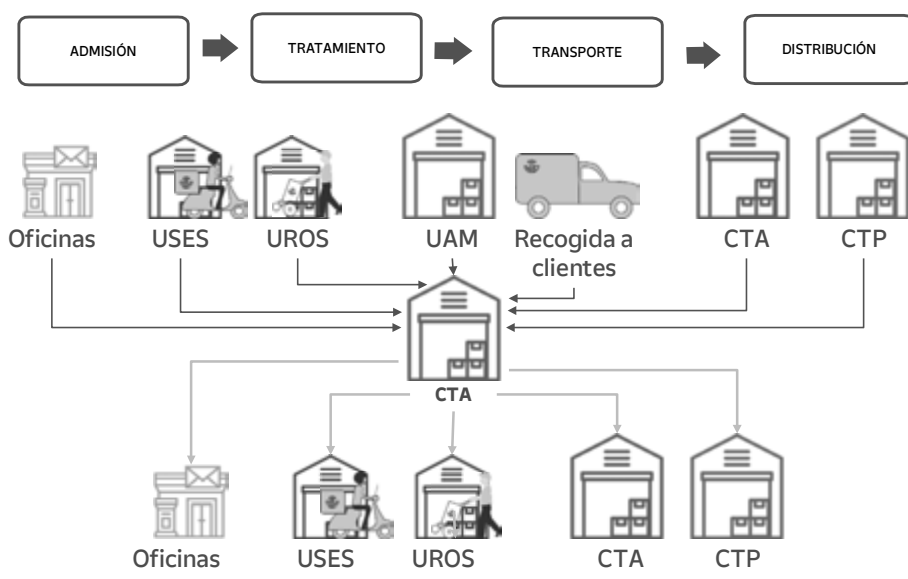 ADMISIÓN
TRATAMIENTO
TRANSPORTE
DISTRIBUCIÓN
Oficinas
USES
UROS
UAM
Recogida a
clientes
CTA
CTP
CTA
Oficinas
USES
UROS
CTA
CTP